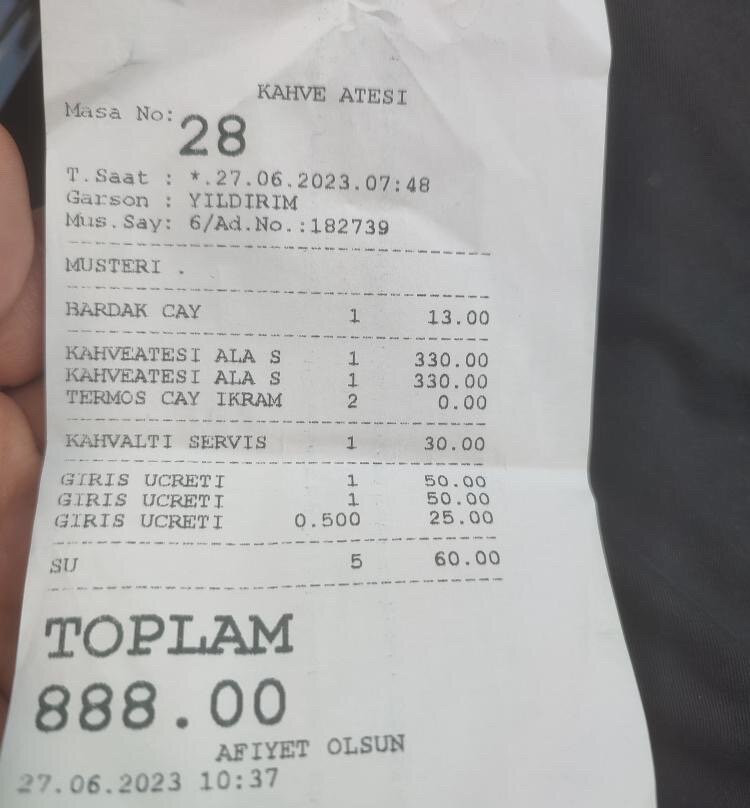 KAHVE ATESI
Masa No: 28
T.Saat : *.27.06.2023.07:48
Garson : YILDIRIM
Mus.Say: 6/Ad.No.:182739
MUSTERI .
BARDAK CAY 1 13.00
KAHVEATESI ALA S 1 330.00
KAHVEATESI ALA S 1 330.00
TERMOS CAY IKRAM 2 0.00
KAHVALTI SERVIS 1 30.00
GIRIS UCRETI 1 50.00
GIRIS UCRETI 1 50.00
GIRIS UCRETI 0.500 25.00
SU 5 60.00
TOPLAM
888.00
AFIYET OLSUN
27.06.2023 10:37